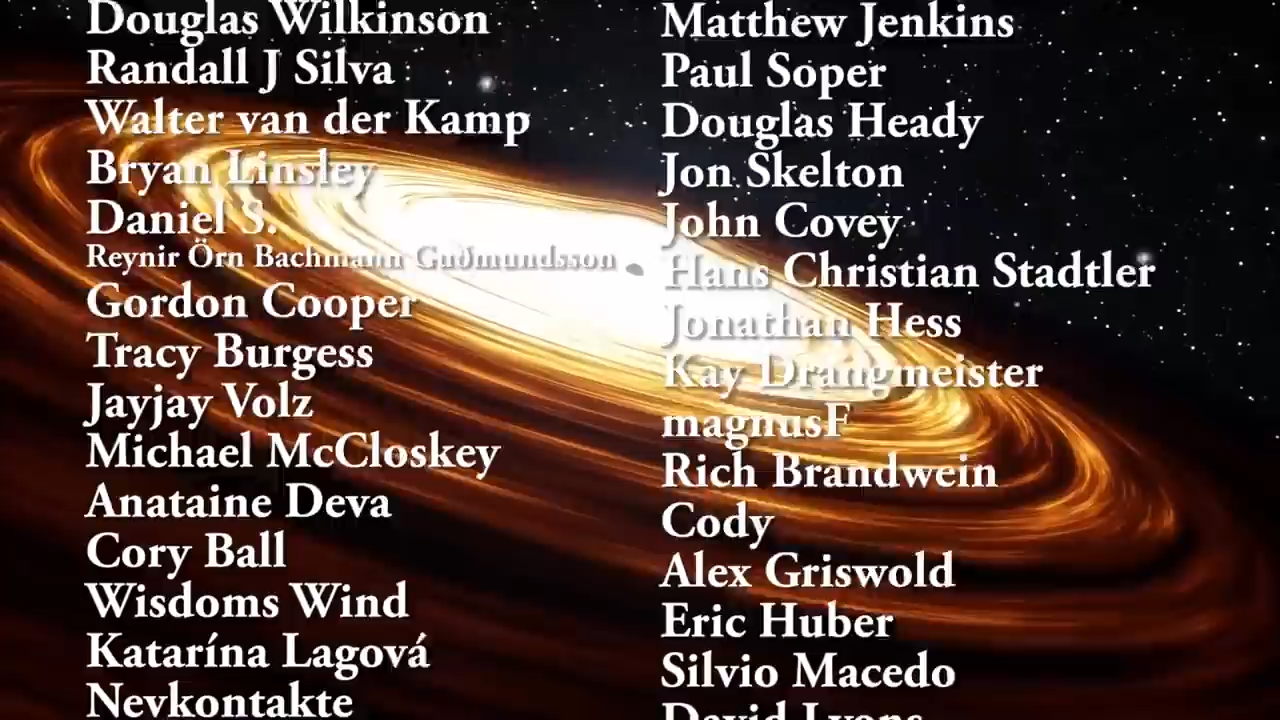 Douglas Wilkinson
Randall J Silva
Walter van der Kamp
Bryan Linsley
Daniel S.
Reynir Örn Bachmann Guðmundsson
Gordon Cooper
Tracy Burgess
Jayjay Volz
Michael McCloskey
Anataine Deva
Cory Ball
Wisdoms Wind
Katarína Lagová
Nevkontakte
Matthew Jenkins
Paul Soper
Douglas Heady
Jon Skelton
John Covey
Hans Christian Stadtler
Jonathan Hess
Kay Drangmeister
magnusF
Rich Brandwein
Cody
Alex Griswold
Eric Huber
Silvio Macedo
David Lyons